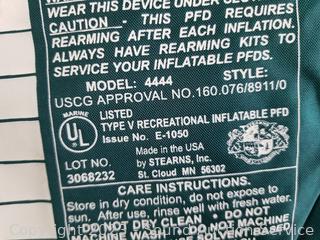 WEAR THIS DEVICE UNDER
CAUTION - THIS PFD REQUIRES
REARMING AFTER EACH INFLATION.
ALWAYS HAVE REARMING KITS TO
SERVICE YOUR INFLATABLE PFDS.
MODEL: 4444 STYLE:
USCG APPROVAL NO.160.076/8911/0
MARINE
LISTED
UL
TYPE V RECREATIONAL INFLATABLE PFD
Issue No. E-1050
LOT NO.
3068232
Made in the USA
by STEARNS, Inc.
St. Cloud MN 56302
CARE INSTRUCTIONS.
Store in dry condition, do not expose to
sun. After use, rinse well with fresh water.
DO NOT DRY CLEAN • DO NOT MACHINE